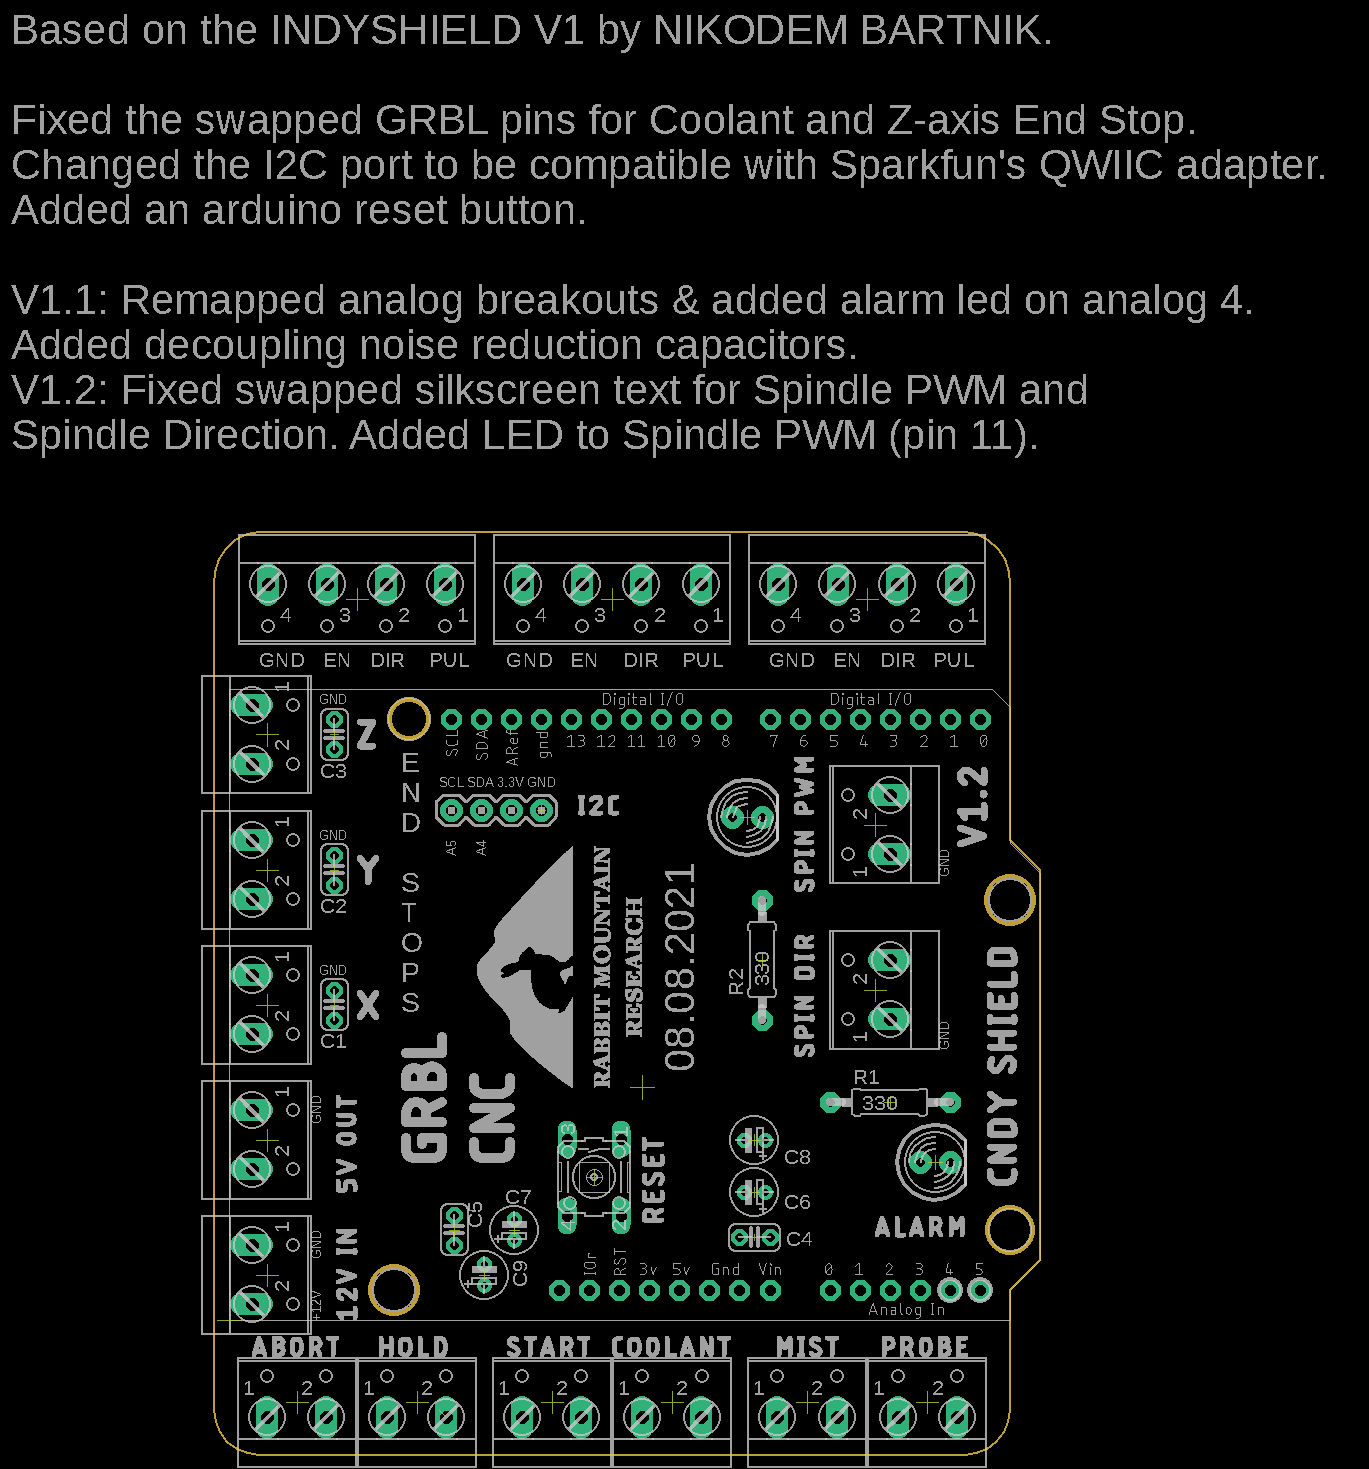 Based on the INDYSHIELD V1 by NIKODEM BARTNIK.
Fixed the swapped GRBL pins for Coolant and Z-axis End Stop.
Changed the I2C port to be compatible with Sparkfun's QWIIC adapter.
Added an arduino reset button.
V1.1: Remapped analog breakouts & added alarm led on analog 4.
Added decoupling noise reduction capacitors.
V1.2: Fixed swapped silkscreen text for Spindle PWM and
Spindle Direction. Added LED to Spindle PWM (pin 11).
4 3 2 1 4 3 2 1 4 3 2 1
GND EN DIR PUL GND EN DIR PUL GND EN DIR PUL
Digital I/O Digital I/O
SCL SDA ARef gnd 13 12 11 10 9 8 7 6 5 4 3 2 1 0
1 2 GND C3 Z
1 2 GND C2 Y
1 2 GND C1 X
END STOPS
SCL SDA 3.3V GND
I2C
A5 A4
SPIN PWM
2 1 GND
V1.2
RABBIT MOUNTAIN
RESEARCH
08.08.2021
R2 330
SPIN DIR
2 1 GND
CNDY SHIELD
GRBL
CNC
R1
330
1 2 GND
5V OUT
3 1 4 2
RESET
C8
C6
C4
ALARM
C5 C7
C9
1 2 GND +12V
12V IN
IOr RST 3v 5v Gnd Vin 0 1 2 3 4 5
Analog In
ABORT HOLD START COOLANT MIST PROBE
1 2 1 2 1 2 1 2 1 2 1 2